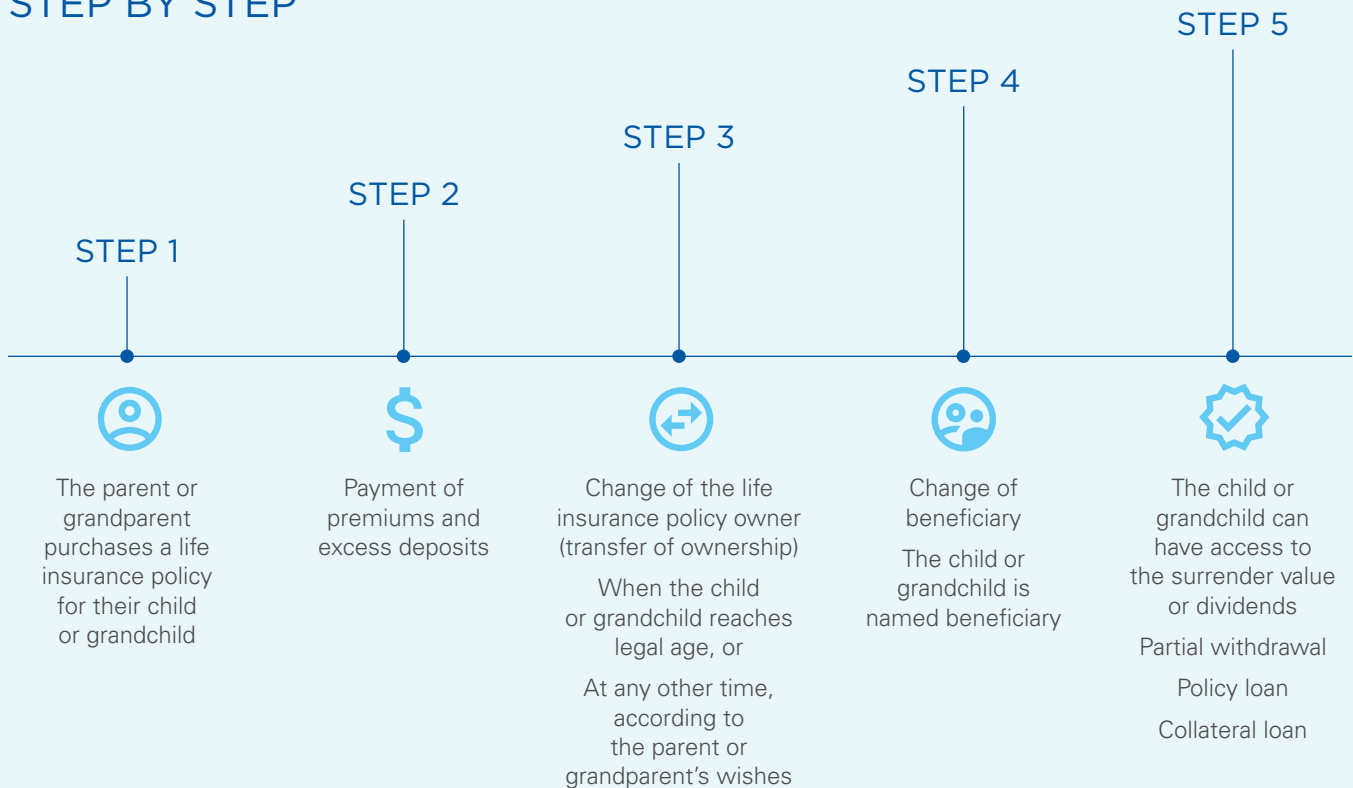 STEP BY STEP
STEP 1
The parent or
grandparent
purchases a life
insurance policy
for their child
or grandchild
STEP 2
Payment of
premiums and
excess deposits
STEP 3
Change of the life
insurance policy owner
(transfer of ownership)
When the child
or grandchild reaches
legal age, or
At any other time,
according to
the parent or
grandparent's wishes
STEP 4
Change of
beneficiary
The child or
grandchild is
named beneficiary
STEP 5
The child or
grandchild can
have access to
the surrender value
or dividends
Partial withdrawal
Policy loan
Collateral loan